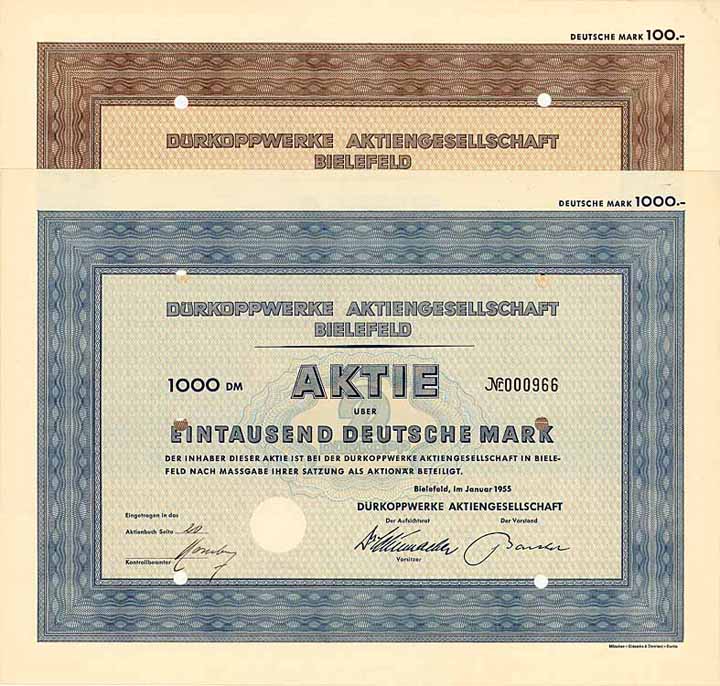 DEUTSCHE MARK 100.-
DÜRKOPPWERKE AKTIENGESELLSCHAFT
BIELEFELD
DEUTSCHE MARK 1000.-
DÜRKOPPWERKE AKTIENGESELLSCHAFT
BIELEFELD
1000 DM AKTIE № 000966
ÜBER
EINTAUSEND DEUTSCHE MARK
DER INHABER DIESER AKTIE IST BEI DER DÜRKOPPWERKE AKTIENGESELLSCHAFT IN BIELE-
FELD NACH MASSGABE IHRER SATZUNG ALS AKTIONÄR BETEILIGT.
Bielefeld, im Januar 1955
DÜRKOPPWERKE AKTIENGESELLSCHAFT
Eingetragen in das
Der Aufsichtsrat Der Vorstand
Aktienbuch Seite 20
Vorsitzer
Kontrollbeamter